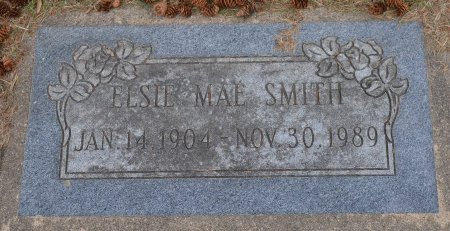 ELSIE MAE SMITH
JAN. 14 1904 - NOV. 30, 1989